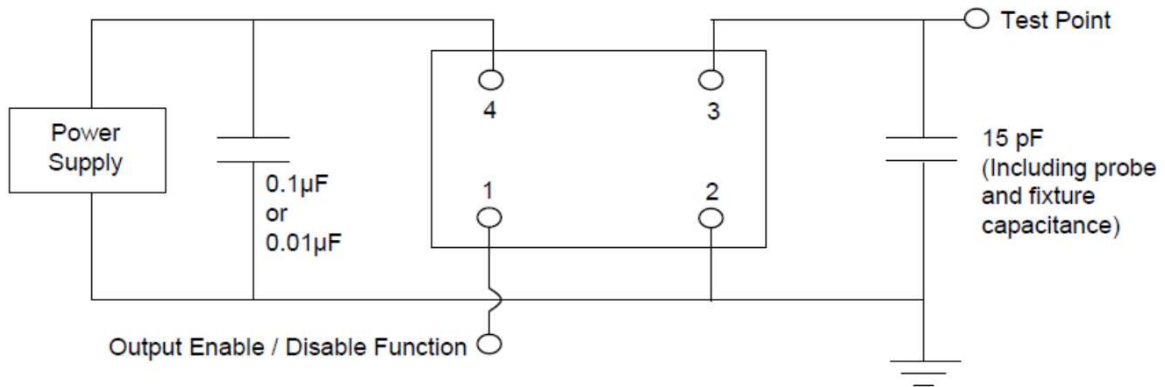 Test Point
4
3
Power
Supply
15 pF
(Including probe
and fixture
capacitance)
0.1µF
or
0.01µF
1
2
Output Enable / Disable Function